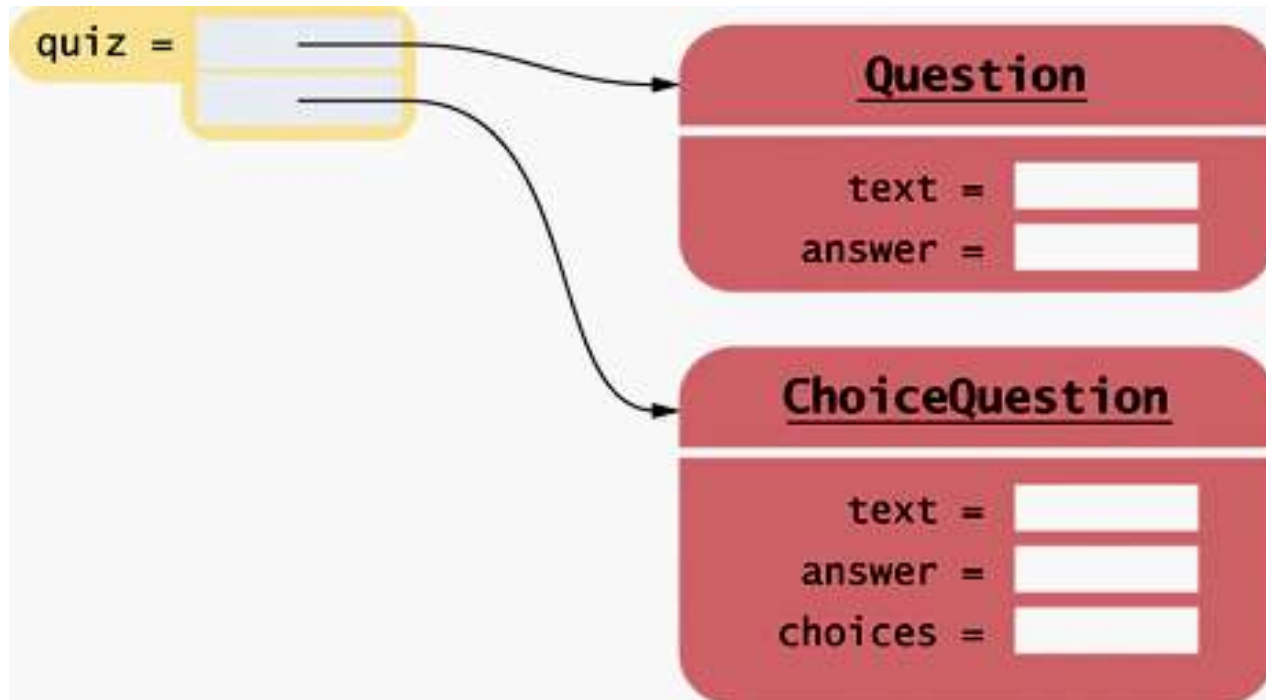 quiz =
Question
text =
answer =
ChoiceQuestion
text =
answer =
choices =